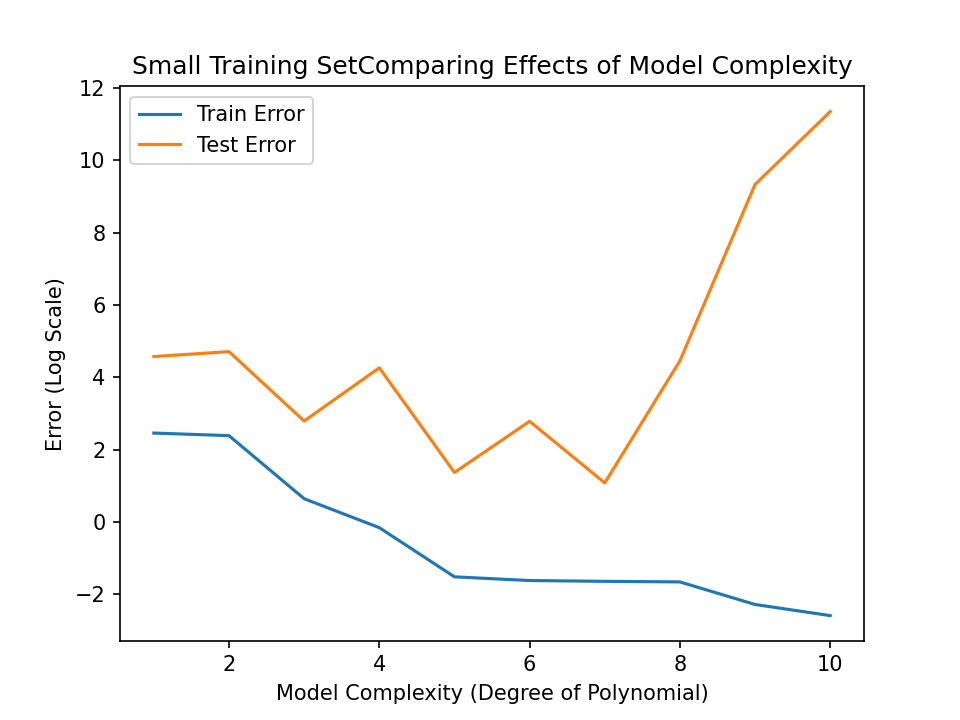 Small Training SetComparing Effects of Model Complexity
Train Error
Test Error
12
10
8
6
4
2
0
−2
Error (Log Scale)
2 4 6 8 10
Model Complexity (Degree of Polynomial)